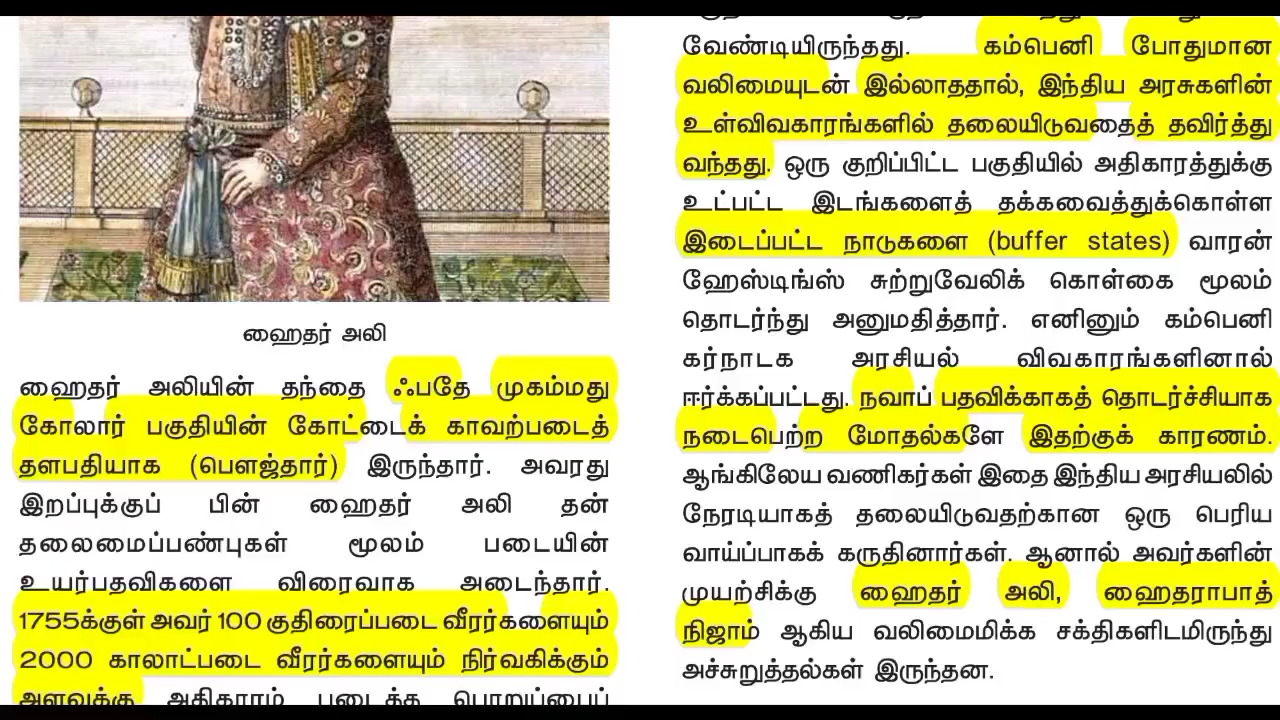 ஹைதர் அலி
ஹைதர் அலியின் தந்தை ஃபதே முகம்மது
கோலார் பகுதியின் கோட்டைக் காவற்படைத்
தளபதியாக (பௌஜ்தார்) இருந்தார். அவரது
இறப்புக்குப் பின் ஹைதர் அலி தன்
தலைமைப்பண்புகள் மூலம் படையின்
உயர்பதவிகளை விரைவாக அடைந்தார்.
1755க்குள் அவர் 100 குதிரைப்படை வீரர்களையும்
2000 காலாட்படை வீரர்களையும் நிர்வகிக்கும்
அளவுக்கு அதிகாரம் படைத்த பொறுப்பைப்
வேண்டியிருந்தது. கம்பெனி போதுமான
வலிமையுடன் இல்லாததால், இந்திய அரசுகளின்
உள்விவகாரங்களில் தலையிடுவதைத் தவிர்த்து
வந்தது. ஒரு குறிப்பிட்ட பகுதியில் அதிகாரத்துக்கு
உட்பட்ட இடங்களைத் தக்கவைத்துக்கொள்ள
இடைப்பட்ட நாடுகளை (buffer states) வாரன்
ஹேஸ்டிங்ஸ் சுற்றுவேலிக் கொள்கை மூலம்
தொடர்ந்து அனுமதித்தார். எனினும் கம்பெனி
கர்நாடக அரசியல் விவகாரங்களினால்
ஈர்க்கப்பட்டது. நவாப் பதவிக்காகத் தொடர்ச்சியாக
நடைபெற்ற மோதல்களே இதற்குக் காரணம்.
ஆங்கிலேய வணிகர்கள் இதை இந்திய அரசியலில்
நேரடியாகத் தலையிடுவதற்கான ஒரு பெரிய
வாய்ப்பாகக் கருதினார்கள். ஆனால் அவர்களின்
முயற்சிக்கு ஹைதர் அலி, ஹைதராபாத்
நிஜாம் ஆகிய வலிமைமிக்க சக்திகளிடமிருந்து
அச்சுறுத்தல்கள் இருந்தன.